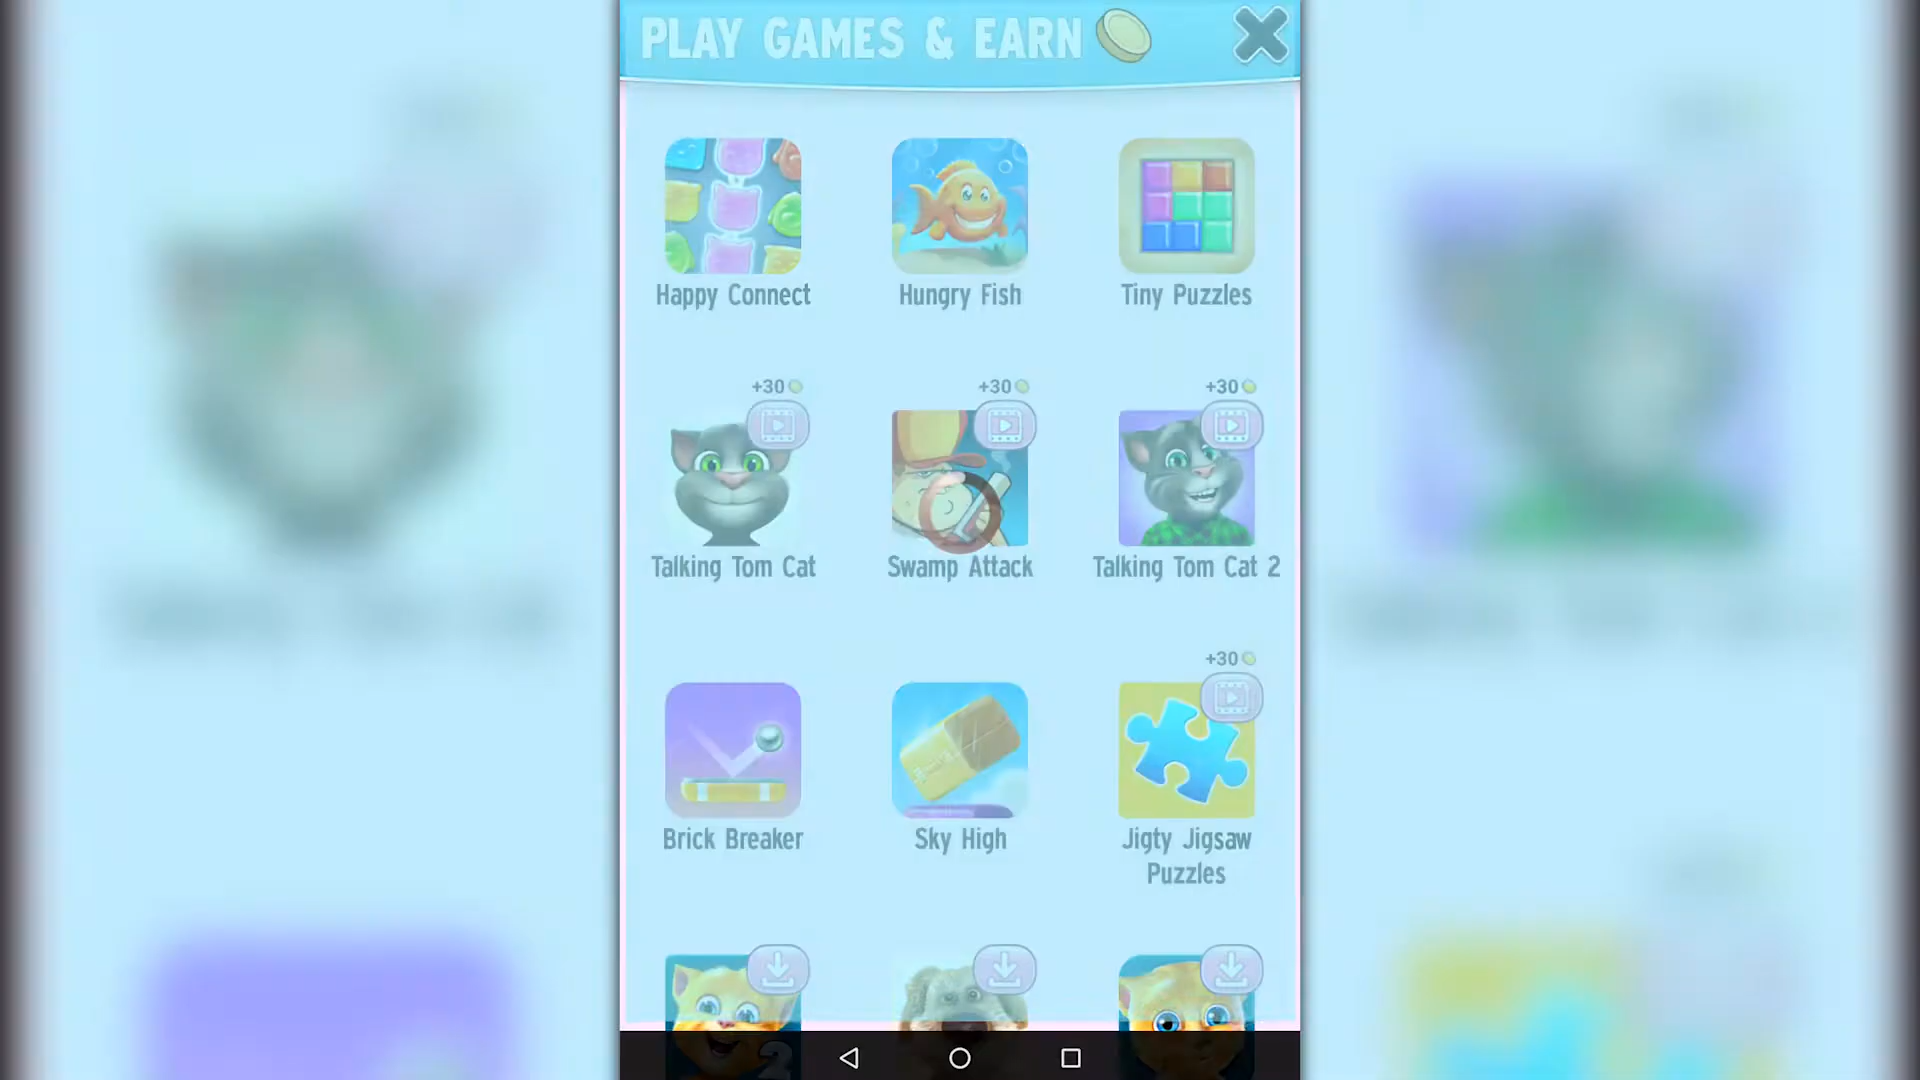 PLAY GAMES & EARN
Happy Connect
Hungry Fish
Tiny Puzzles
+30
+30
+30
Talking Tom Cat
Swamp Attack
Talking Tom Cat 2
+30
Brick Breaker
Sky High
Jigty Jigsaw
Puzzles
2